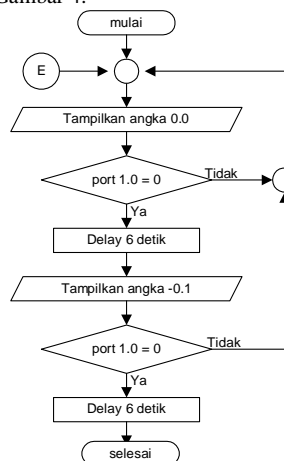 Gambar 4.
mulai
E
Tampilkan angka 0.0
port 1.0 = 0
Tidak
Ya
Delay 6 detik
Tampilkan angka -0.1
port 1.0 = 0
Tidak
Ya
Delay 6 detik
selesai